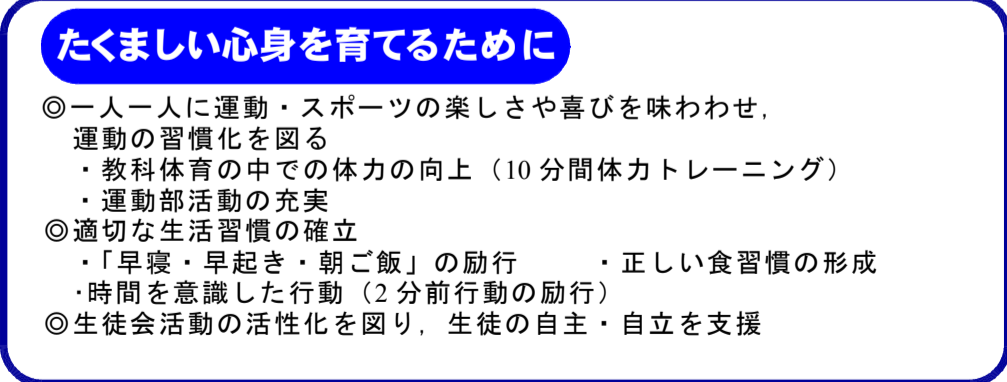 たくましい心身を育てるために
◎一人一人に運動・スポーツの楽しさや喜びを味わわせ，
運動の習慣化を図る
・教科体育の中での体力の向上（10 分間体力トレーニング）
・運動部活動の充実
◎適切な生活習慣の確立
・「早寝・早起き・朝ご飯」の励行　　・正しい食習慣の形成
・時間を意識した行動（2 分前行動の励行）
◎生徒会活動の活性化を図り，生徒の自主・自立を支援